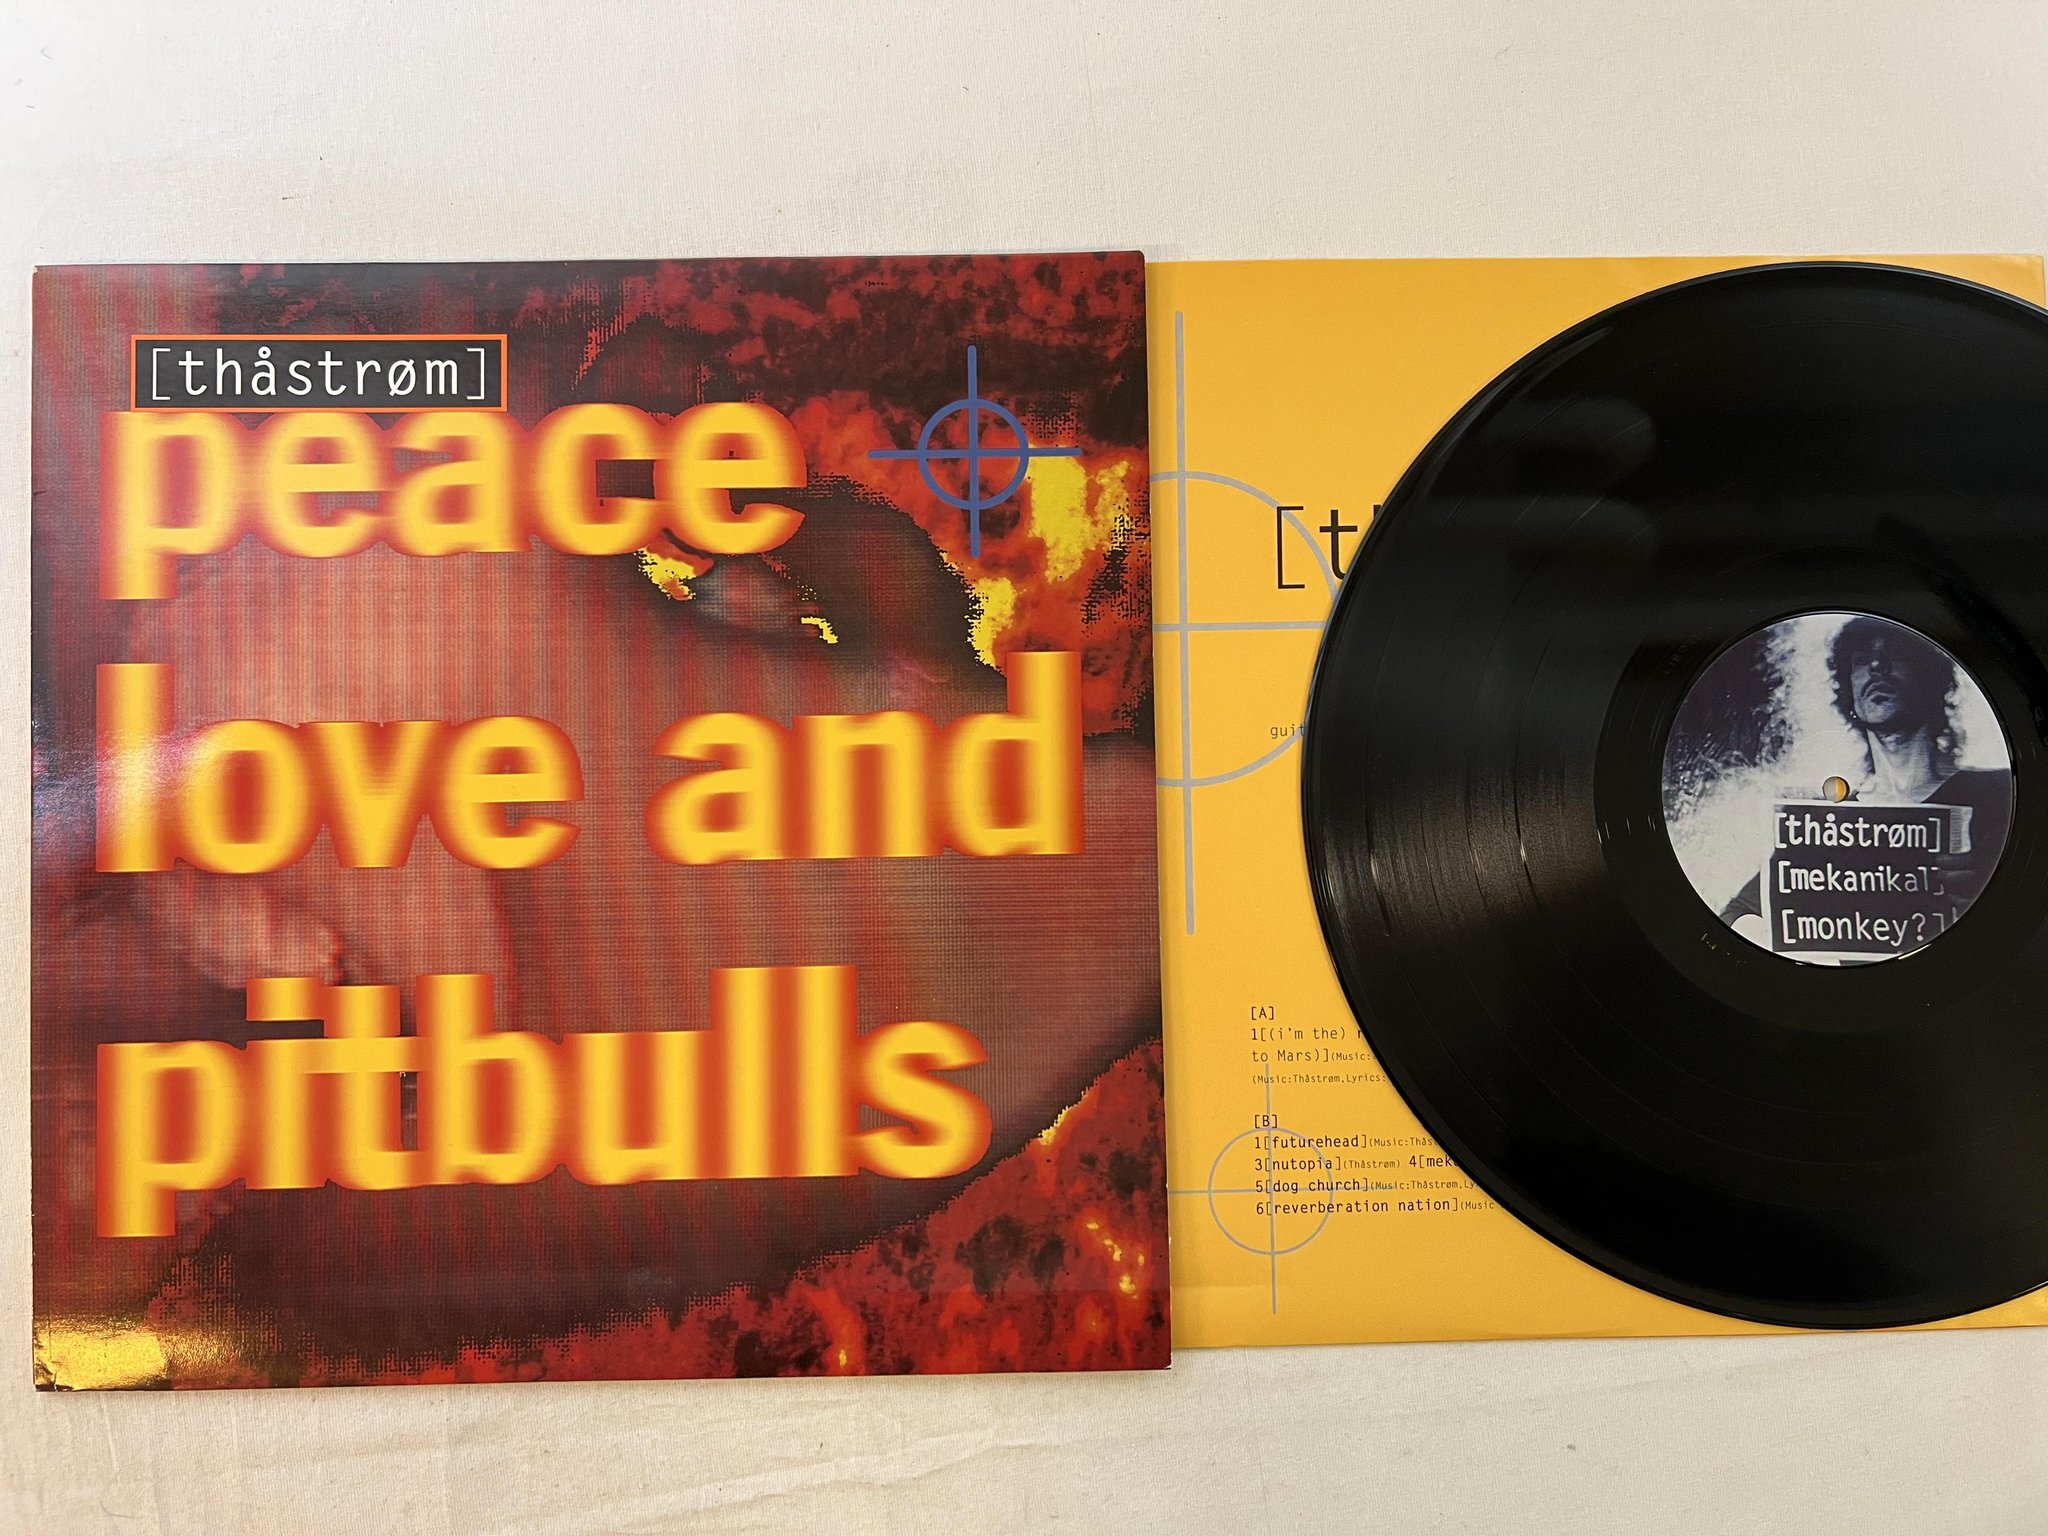 [thåstrøm]
peace
love and
pitbulls
[t
guit
[thåstrøm]
[mekanikal]
[monkey?]
[A]
1[(i'm the)
to Mars)](Music:
(Music:Thåstrøm,Lyrics:
[B]
1[futurehead](Music:Thås
3[nutopia](Thåstrøm) 4[mek
5[dog church](Music:Thåstrøm,Ly
6[reverberation nation](Music